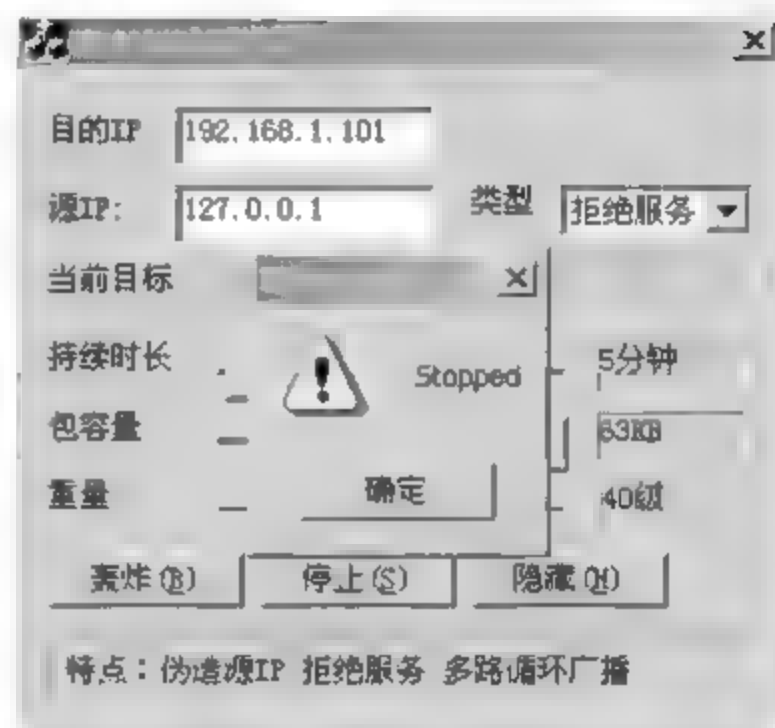 目的IP 192.168.1.101
源IP: 127.0.0.1 类型 拒绝服务
当前目标
持续时长 Stopped 5分钟
包容量 63KB
重量 确定 40级
轰炸(B) 停止(S) 隐藏(H)
特点：伪造源IP 拒绝服务 多路循环广播